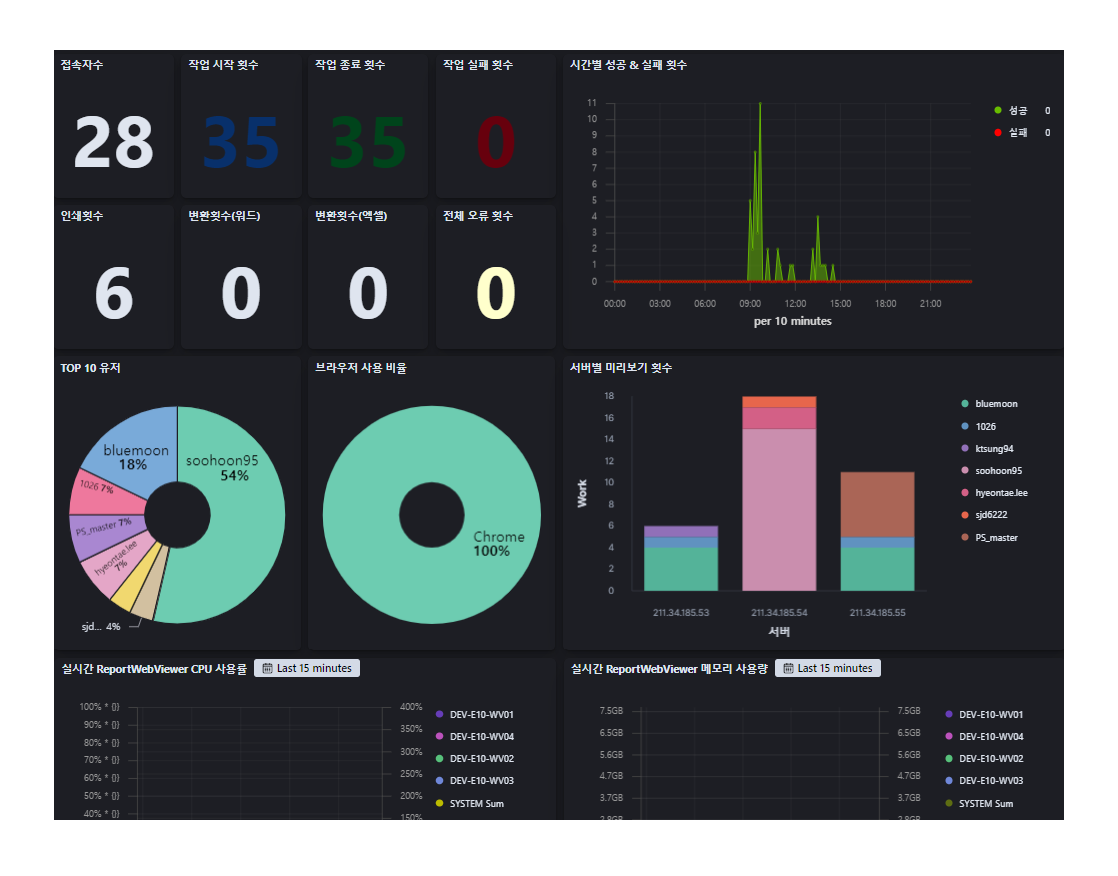 접속자수
28
작업 시작 횟수
35
작업 종료 횟수
35
작업 실패 횟수
0
인쇄횟수
6
변환횟수(워드)
0
변환횟수(엑셀)
0
전체 오류 횟수
0
시간별 성공 & 실패 횟수
11
10
9
8
7
6
5
4
3
2
1
0
00:00 03:00 06:00 09:00 12:00 15:00 18:00 21:00
per 10 minutes
성공 0
실패 0
TOP 10 유저
bluemoon
18%
soohoon95
54%
1026 7%
PS_master 7%
hyeontae.lee
7%
sjd... 4%
브라우저 사용 비율
Chrome
100%
서버별 미리보기 횟수
18
16
14
12
10
8
6
4
2
0
Work
211.34.185.53 211.34.185.54 211.34.185.55
서버
bluemoon
1026
ktsung94
soohoon95
hyeontae.lee
sjd6222
PS_master
실시간 ReportWebViewer CPU 사용률 Last 15 minutes
100% * {}
90% * {}
80% * {}
70% * {}
60% * {}
50% * {}
40% * {}
400%
350%
300%
250%
200%
150%
DEV-E10-WV01
DEV-E10-WV04
DEV-E10-WV02
DEV-E10-WV03
SYSTEM Sum
실시간 ReportWebViewer 메모리 사용량 Last 15 minutes
7.5GB
6.5GB
5.6GB
4.7GB
3.7GB
2.8GB
7.5GB
6.5GB
5.6GB
4.7GB
3.7GB
2.8GB
DEV-E10-WV01
DEV-E10-WV04
DEV-E10-WV02
DEV-E10-WV03
SYSTEM Sum